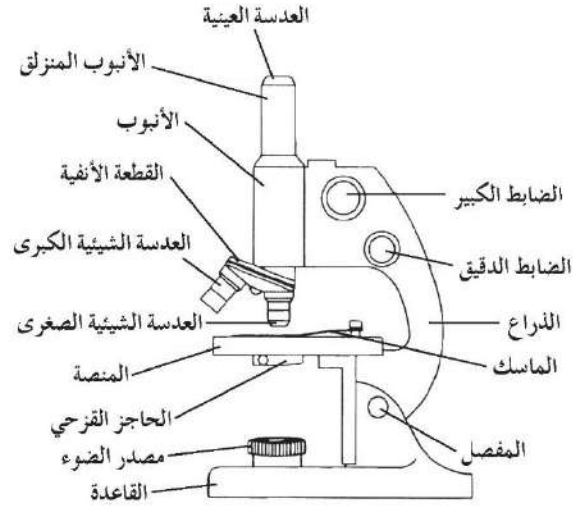 العدسة العينية
الأنبوب المنزلق
الأنبوب
القطعة الأنفية
العدسة الشيئية الكبرى
العدسة الشيئية الصغرى
المنصة
الحاجز القزحي
مصدر الضوء
القاعدة
الضابط الكبير
الضابط الدقيق
الذراع
الماسك
المفصل